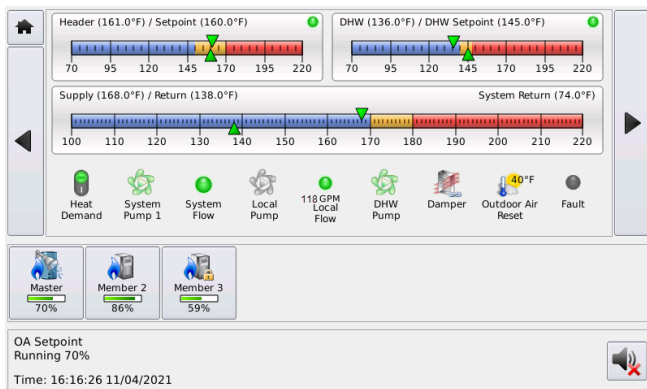 Header (161.0°F) / Setpoint (160.0°F)
DHW (136.0°F) / DHW Setpoint (145.0°F)
70 95 120 145 170 195 220
70 95 120 145 170 195 220
Supply (168.0°F) / Return (138.0°F)
System Return (74.0°F)
100 110 120 130 140 150 160 170 180 190 200 210 220
Heat Demand
System Pump 1
System Flow
Local Pump
118 GPM Local Flow
DHW Pump
Damper
40°F Outdoor Air Reset
Fault
Master
70%
Member 2
86%
Member 3
59%
OA Setpoint
Running 70%
Time: 16:16:26 11/04/2021